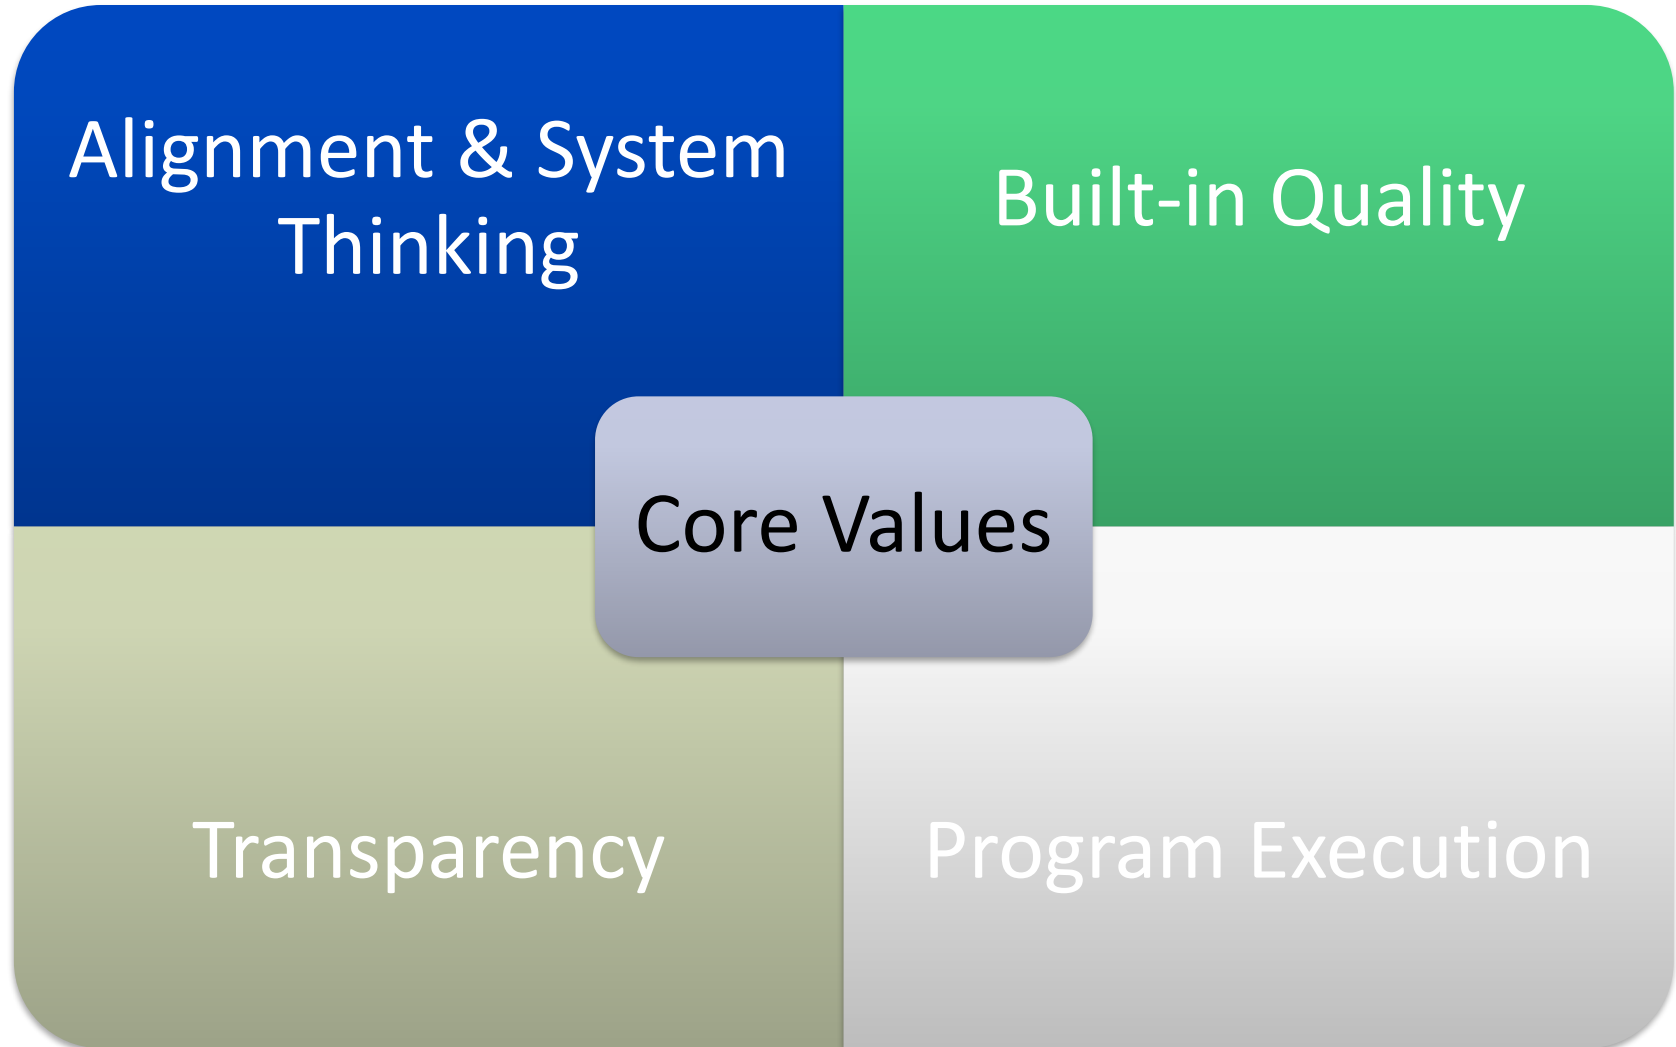 Alignment & System
Thinking
Built-in Quality
Core Values
Transparency
Program Execution